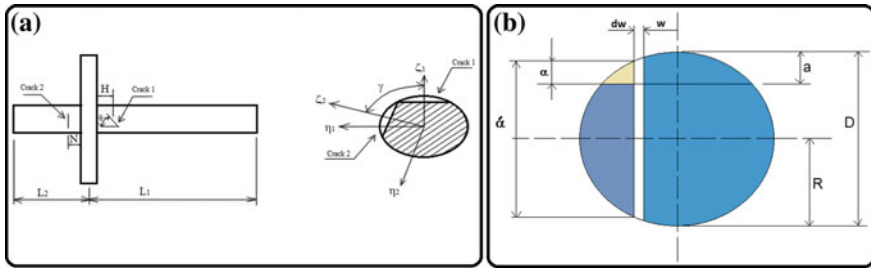 (a)
Crack 2
H
Crack 1
N
L2
L1
ζ1
γ
Crack 1
ζ2
η1
Crack 2
η2
(b)
dw
w
α
ά
a
D
R